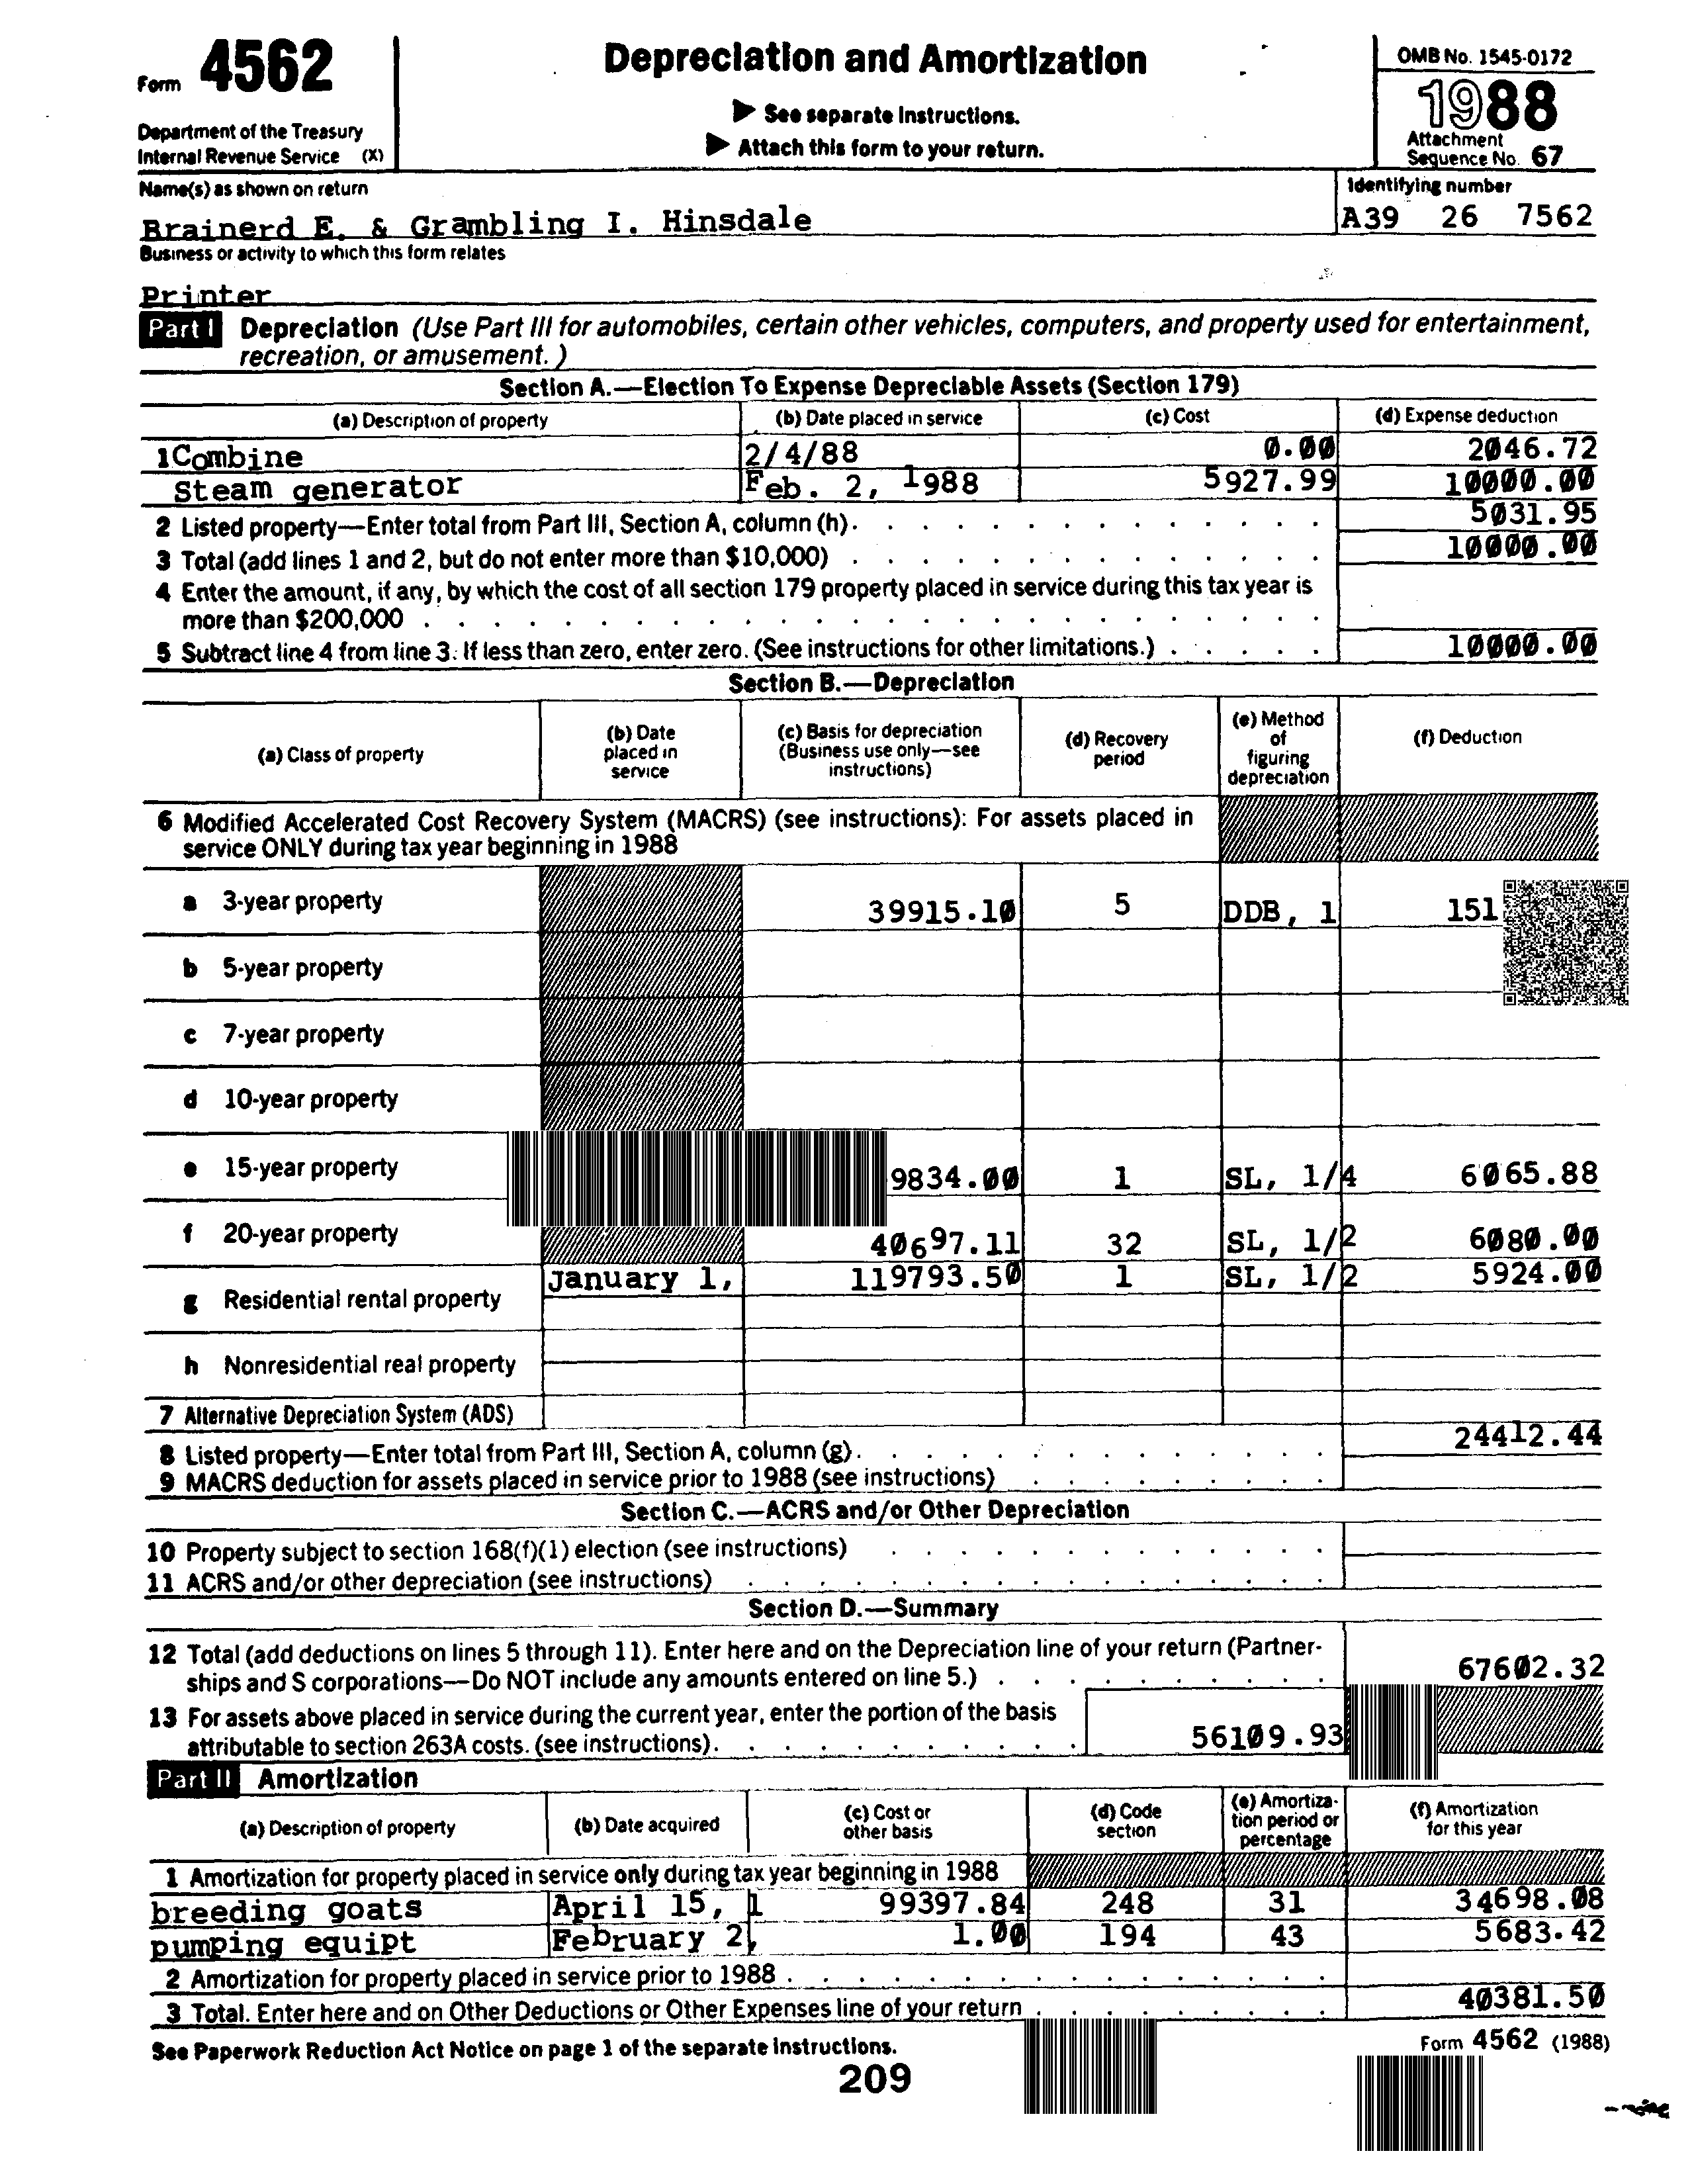 Form 4562
Department of the Treasury
Internal Revenue Service (X)
Depreciation and Amortization
▶ See separate Instructions.
▶ Attach this form to your return.
OMB No. 1545-0172
1988
Attachment
Sequence No. 67
Name(s) as shown on return
Brainerd E. & Grambling I. Hinsdale
Identifying number
A39 26 7562
Business or activity to which this form relates
Printer
Part I Depreciation (Use Part III for automobiles, certain other vehicles, computers, and property used for entertainment,
recreation, or amusement. )
Section A.—Election To Expense Depreciable Assets (Section 179)
(a) Description of property (b) Date placed in service (c) Cost (d) Expense deduction
1 Combine 2/4/88 0.00 2046.72
Steam generator Feb. 2, 1988 5927.99 10000.00
2 Listed property—Enter total from Part III, Section A, column (h). 5031.95
3 Total (add lines 1 and 2, but do not enter more than $10,000) 10000.00
4 Enter the amount, if any, by which the cost of all section 179 property placed in service during this tax year is
more than $200,000
5 Subtract line 4 from line 3. If less than zero, enter zero. (See instructions for other limitations.) 10000.00
Section B.—Depreciation
(a) Class of property
(b) Date
placed in
service
(c) Basis for depreciation
(Business use only—see
instructions)
(d) Recovery
period
(e) Method
of
figuring
depreciation
(f) Deduction
6 Modified Accelerated Cost Recovery System (MACRS) (see instructions): For assets placed in
service ONLY during tax year beginning in 1988
a 3-year property 39915.10 5 DDB, 1 151
b 5-year property
c 7-year property
d 10-year property
e 15-year property 9834.00 1 SL, 1/4 6065.88
f 20-year property 40697.11 32 SL, 1/2 6080.00
January 1, 119793.50 1 SL, 1/2 5924.00
g Residential rental property
h Nonresidential real property
7 Alternative Depreciation System (ADS)
8 Listed property—Enter total from Part III, Section A, column (g). 24412.44
9 MACRS deduction for assets placed in service prior to 1988 (see instructions)
Section C.—ACRS and/or Other Depreciation
10 Property subject to section 168(f)(1) election (see instructions)
11 ACRS and/or other depreciation (see instructions)
Section D.—Summary
12 Total (add deductions on lines 5 through 11). Enter here and on the Depreciation line of your return (Partner-
ships and S corporations—Do NOT include any amounts entered on line 5.) 67602.32
13 For assets above placed in service during the current year, enter the portion of the basis
attributable to section 263A costs. (see instructions). 56109.93
Part II Amortization
(a) Description of property
(b) Date acquired
(c) Cost or
other basis
(d) Code
section
(e) Amortiza-
tion period or
percentage
(f) Amortization
for this year
1 Amortization for property placed in service only during tax year beginning in 1988
breeding goats April 15, 1 99397.84 248 31 34698.08
pumping equipt February 2, 1.00 194 43 5683.42
2 Amortization for property placed in service prior to 1988
3 Total. Enter here and on Other Deductions or Other Expenses line of your return 40381.50
See Paperwork Reduction Act Notice on page 1 of the separate instructions.
Form 4562 (1988)
209